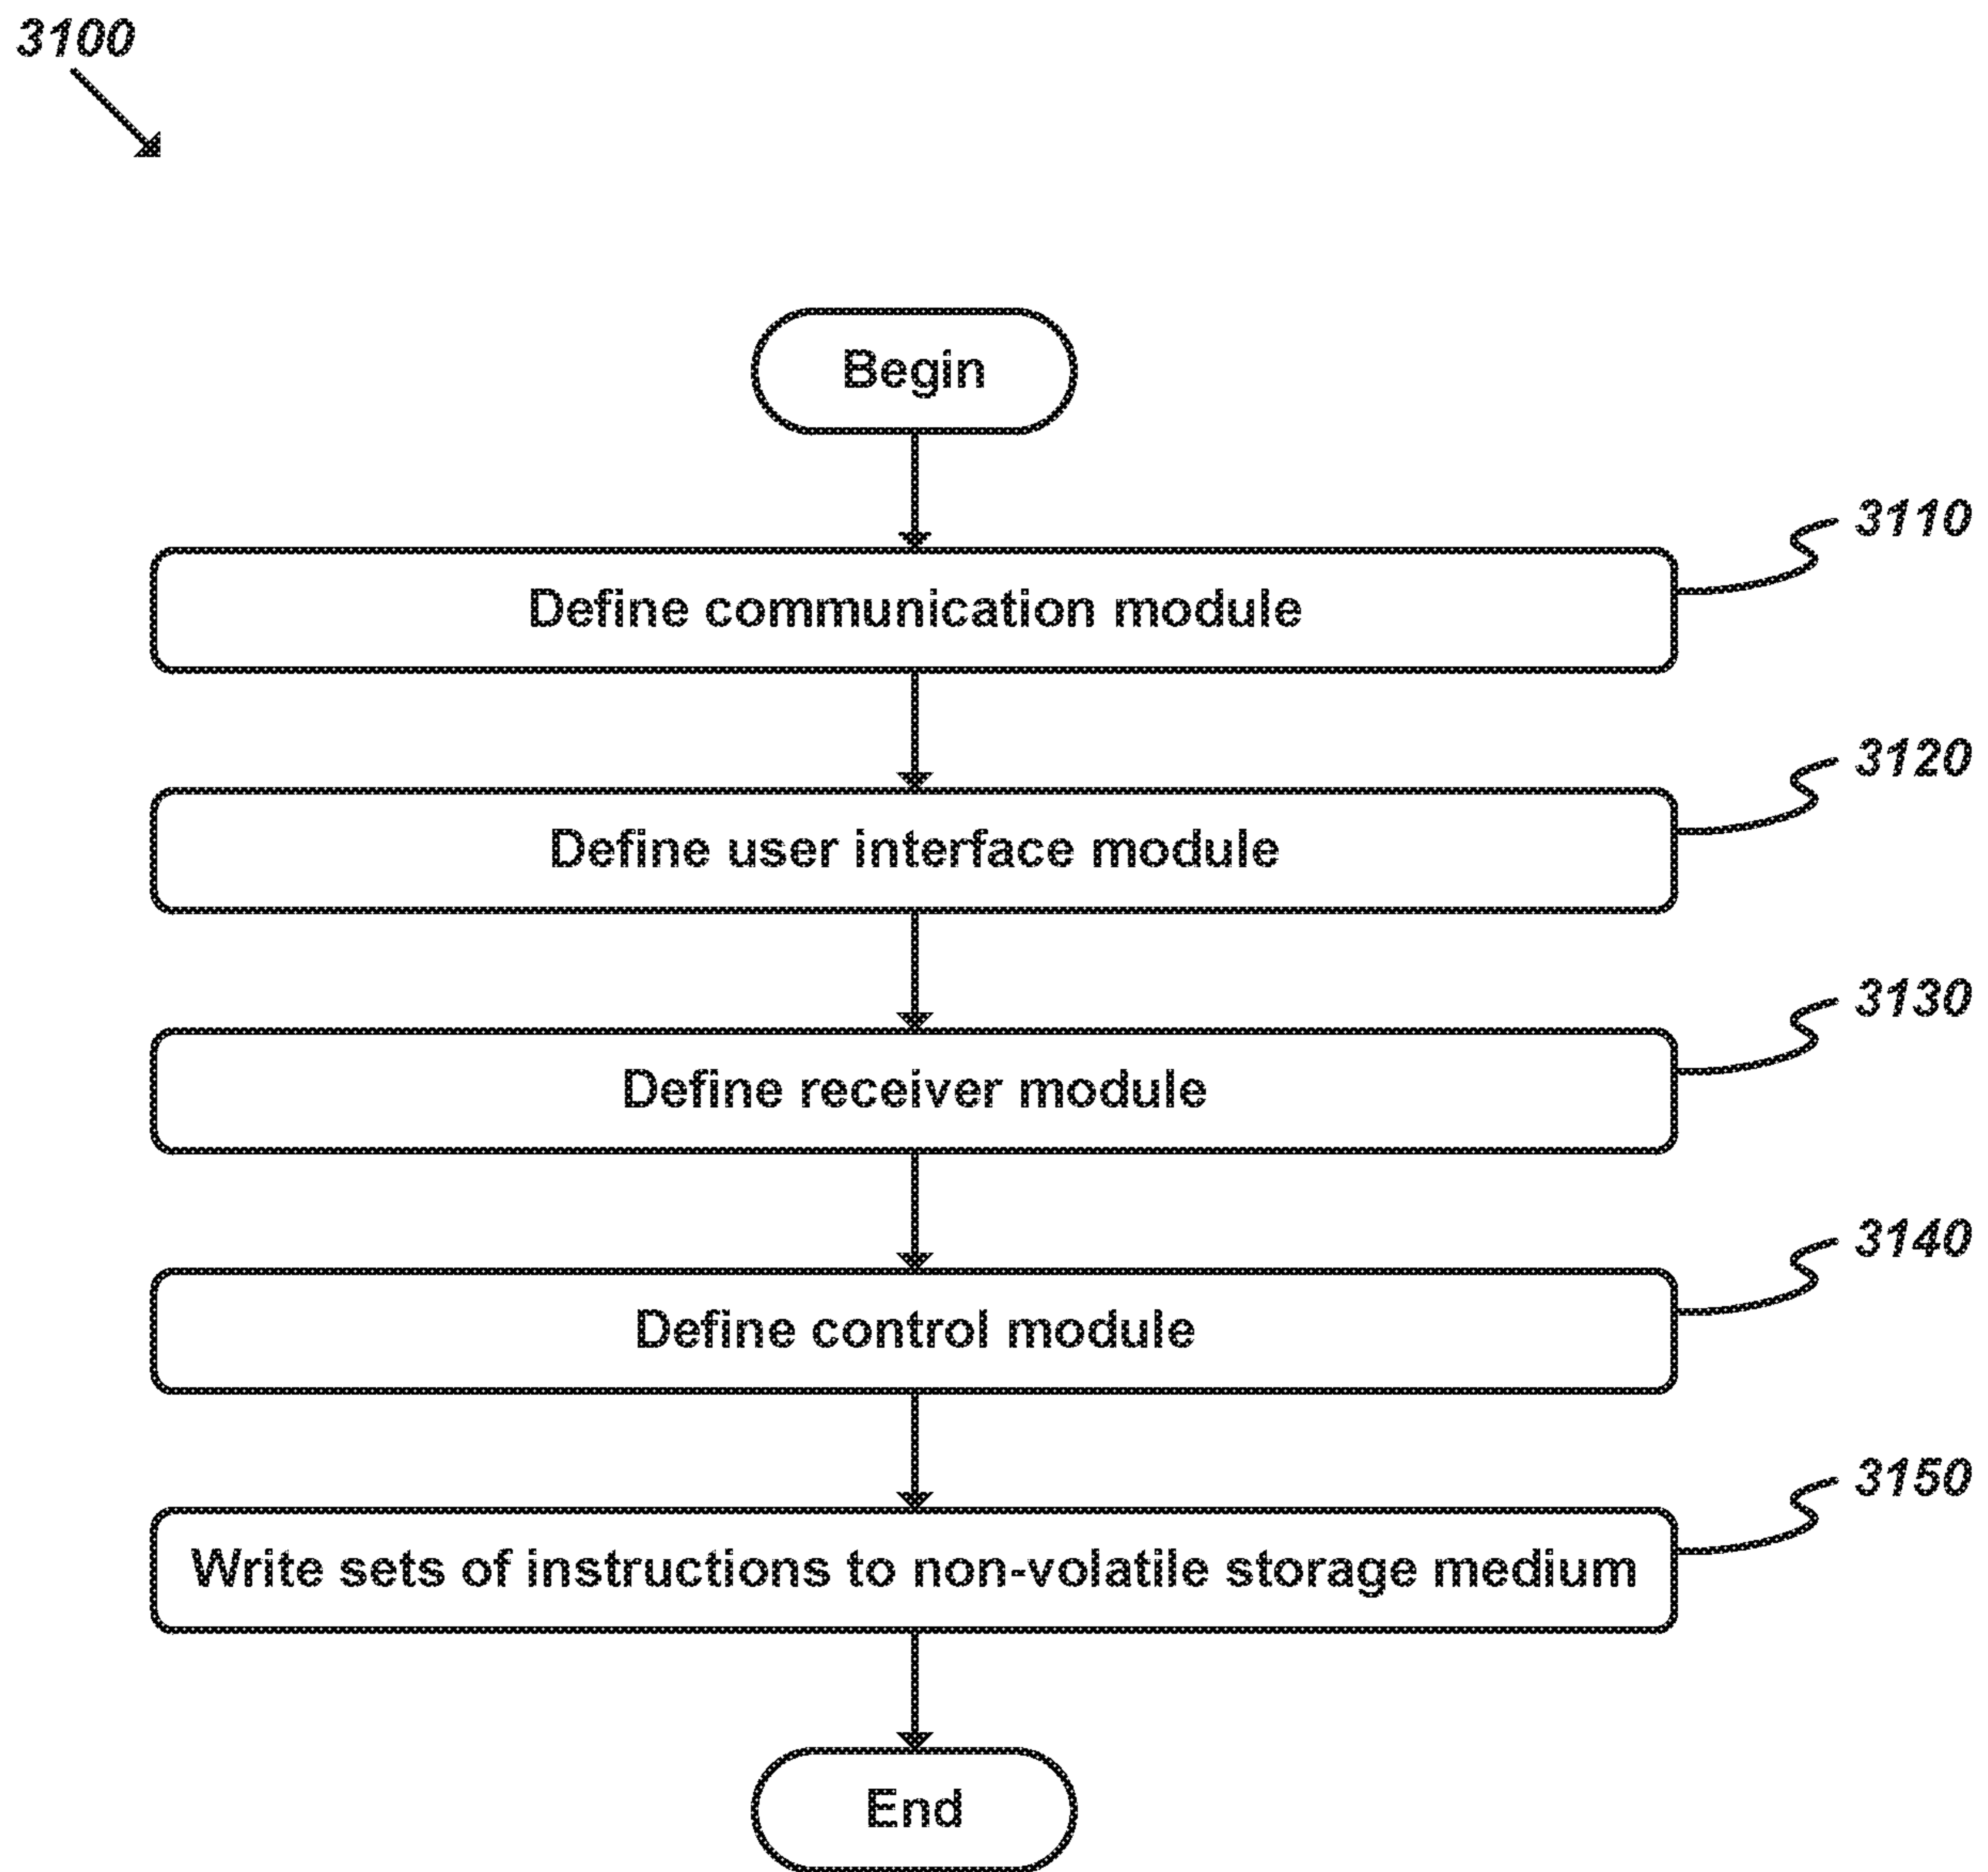 3100
Begin
3110
Define communication module
3120
Define user interface module
3130
Define receiver module
3140
Define control module
3150
Write sets of instructions to non-volatile storage medium
End